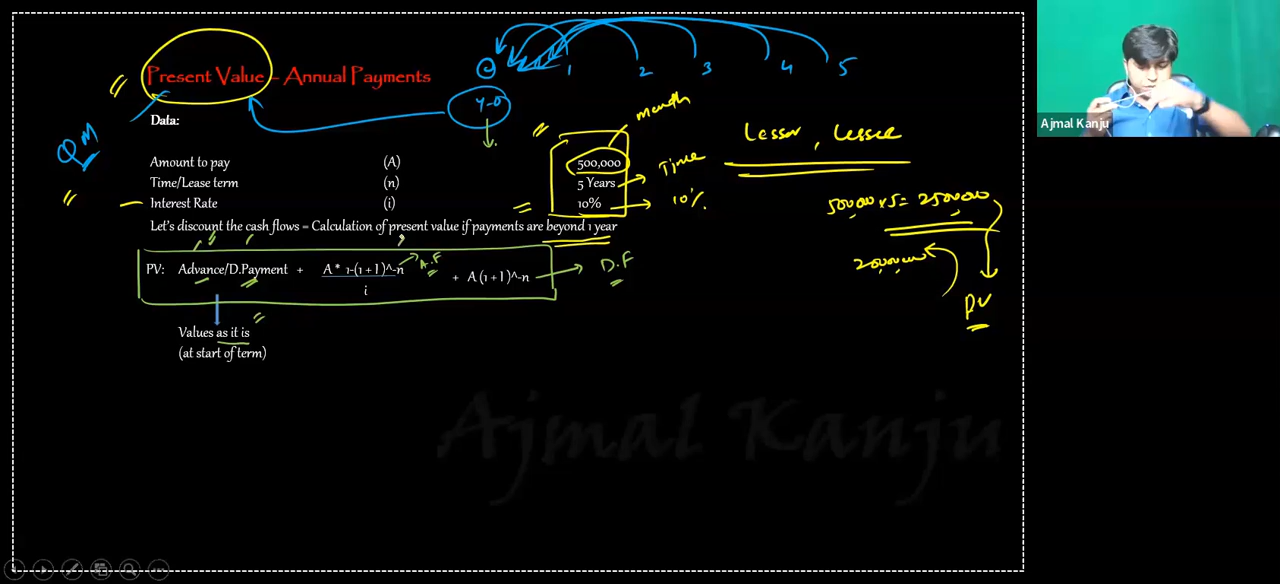 0 1 2 3 4 5
Present Value – Annual Payments
Y-0
month
Data:
QM
Lessor, Lessee
Amount to pay (A) 500,000
Time
Time/Lease term (n) 5 Years
Interest Rate (i) 10% 10%
500000 x 5 = 2500000
Let's discount the cash flows = Calculation of present value if payments are beyond 1 year
PV: Advance/D.Payment + A* 1-(1+1)^-n + A (1+1)^-n
i
A.F
D.F
2000000
PV
Values as it is
(at start of term)
Ajmal Kanju
Ajmal Kanju